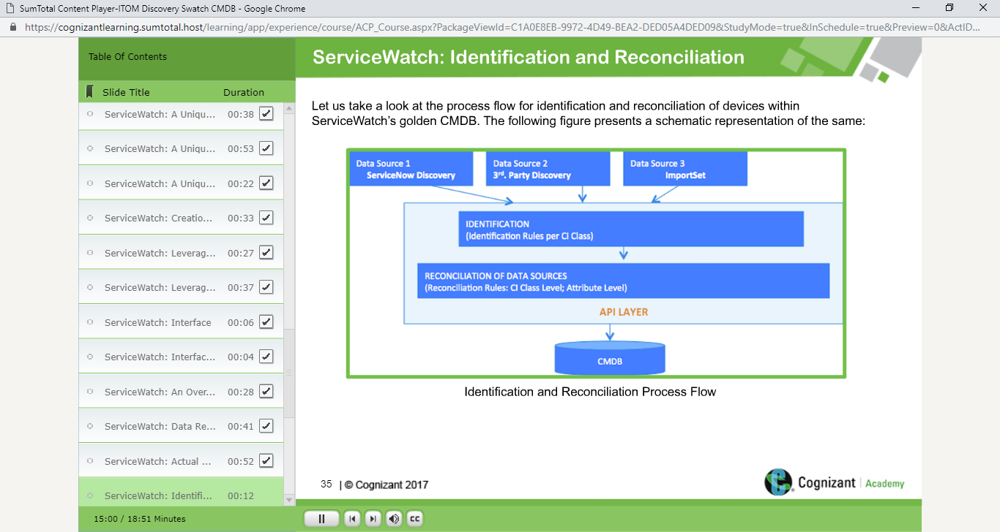 SumTotal Content Player-ITOM Discovery Swatch CMDB - Google Chrome
https://cognizantlearning.sumtotal.host/learning/app/experience/course/ACP_Course.aspx?PackageViewId=C1A0E8EB-9972-4D49-BEA2-DED05A4DED09&StudyMode=true&InSchedule=true&Preview=0&ActID...
Table Of Contents
Slide Title Duration
ServiceWatch: A Uniqu... 00:38
ServiceWatch: A Uniqu... 00:53
ServiceWatch: A Uniqu... 00:22
ServiceWatch: Creatio... 00:33
ServiceWatch: Leverag... 00:27
ServiceWatch: Leverag... 00:37
ServiceWatch: Interface 00:06
ServiceWatch: Interfac... 00:04
ServiceWatch: An Over... 00:28
ServiceWatch: Data Re... 00:41
ServiceWatch: Actual ... 00:52
ServiceWatch: Identifi... 00:12
15:00 / 18:51 Minutes
ServiceWatch: Identification and Reconciliation
Let us take a look at the process flow for identification and reconciliation of devices within
ServiceWatch's golden CMDB. The following figure presents a schematic representation of the same:
Data Source 1
ServiceNow Discovery
Data Source 2
3rd. Party Discovery
Data Source 3
ImportSet
IDENTIFICATION
(Identification Rules per CI Class)
RECONCILIATION OF DATA SOURCES
(Reconciliation Rules: CI Class Level; Attribute Level)
API LAYER
CMDB
Identification and Reconciliation Process Flow
35 | © Cognizant 2017
Cognizant | Academy
CC